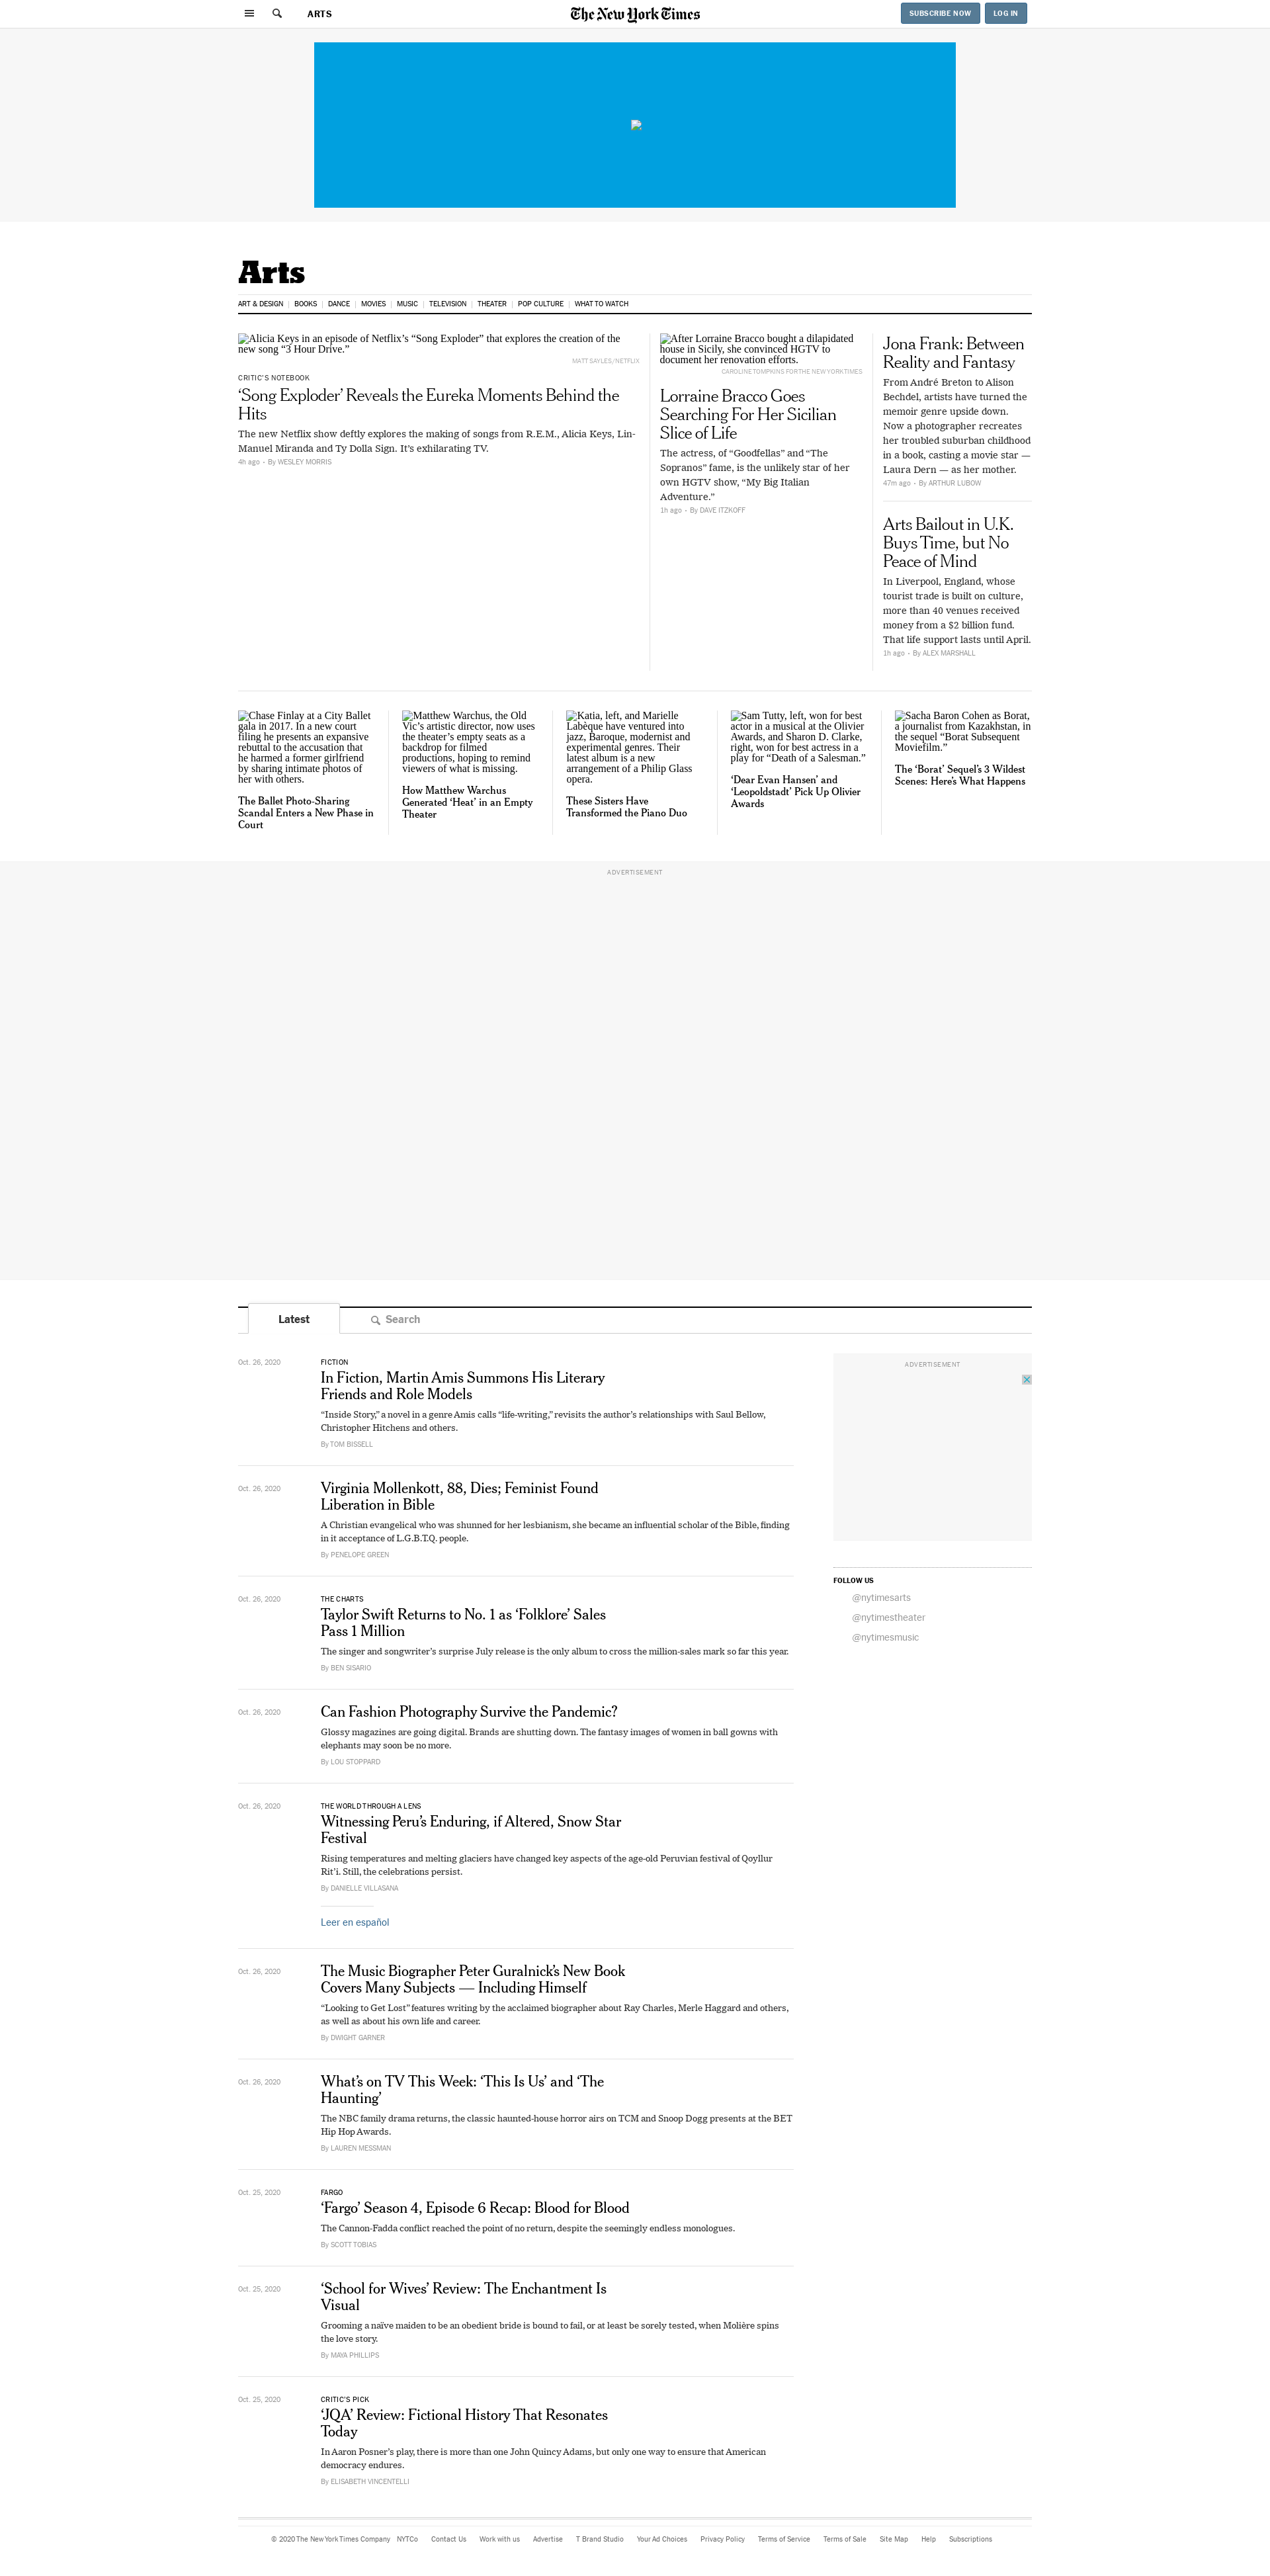 ARTS
The New York Times
SUBSCRIBE NOW
LOG IN
Arts
ART & DESIGN
BOOKS
DANCE
MOVIES
MUSIC
TELEVISION
THEATER
POP CULTURE
WHAT TO WATCH
Alicia Keys in an episode of Netflix’s “Song Exploder” that explores the creation of the
new song “3 Hour Drive.”
MATT SAYLES/NETFLIX
CRITIC’S NOTEBOOK
‘Song Exploder’ Reveals the Eureka Moments Behind the
Hits
The new Netflix show deftly explores the making of songs from R.E.M., Alicia Keys, Lin-
Manuel Miranda and Ty Dolla Sign. It’s exhilarating TV.
4h ago - By WESLEY MORRIS
After Lorraine Bracco bought a dilapidated
house in Sicily, she convinced HGTV to
document her renovation efforts.
CAROLINE TOMPKINS FOR THE NEW YORK TIMES
Lorraine Bracco Goes
Searching For Her Sicilian
Slice of Life
The actress, of “Goodfellas” and “The
Sopranos” fame, is the unlikely star of her
own HGTV show, “My Big Italian
Adventure.”
1h ago - By DAVE ITZKOFF
Jona Frank: Between
Reality and Fantasy
From André Breton to Alison
Bechdel, artists have turned the
memoir genre upside down.
Now a photographer recreates
her troubled suburban childhood
in a book, casting a movie star —
Laura Dern — as her mother.
47m ago - By ARTHUR LUBOW
Arts Bailout in U.K.
Buys Time, but No
Peace of Mind
In Liverpool, England, whose
tourist trade is built on culture,
more than 40 venues received
money from a $2 billion fund.
That life support lasts until April.
1h ago - By ALEX MARSHALL
Chase Finlay at a City Ballet
gala in 2017. In a new court
filing he presents an expansive
rebuttal to the accusation that
he harmed a former girlfriend
by sharing intimate photos of
her with others.
The Ballet Photo-Sharing
Scandal Enters a New Phase in
Court
Matthew Warchus, the Old
Vic’s artistic director, now uses
the theater’s empty seats as a
backdrop for filmed
productions, hoping to remind
viewers of what is missing.
How Matthew Warchus
Generated ‘Heat’ in an Empty
Theater
Katia, left, and Marielle
Labèque have ventured into
jazz, Baroque, modernist and
experimental genres. Their
latest album is a new
arrangement of a Philip Glass
opera.
These Sisters Have
Transformed the Piano Duo
Sam Tutty, left, won for best
actor in a musical at the Olivier
Awards, and Sharon D. Clarke,
right, won for best actress in a
play for “Death of a Salesman.”
‘Dear Evan Hansen’ and
‘Leopoldstadt’ Pick Up Olivier
Awards
Sacha Baron Cohen as Borat,
a journalist from Kazakhstan, in
the sequel “Borat Subsequent
Moviefilm.”
The ‘Borat’ Sequel’s 3 Wildest
Scenes: Here’s What Happens
ADVERTISEMENT
Latest
Search
Oct. 26, 2020
FICTION
In Fiction, Martin Amis Summons His Literary
Friends and Role Models
“Inside Story,” a novel in a genre Amis calls “life-writing,” revisits the author’s relationships with Saul Bellow,
Christopher Hitchens and others.
By TOM BISSELL
Oct. 26, 2020
Virginia Mollenkott, 88, Dies; Feminist Found
Liberation in Bible
A Christian evangelical who was shunned for her lesbianism, she became an influential scholar of the Bible, finding
in it acceptance of L.G.B.T.Q. people.
By PENELOPE GREEN
Oct. 26, 2020
THE CHARTS
Taylor Swift Returns to No. 1 as ‘Folklore’ Sales
Pass 1 Million
The singer and songwriter’s surprise July release is the only album to cross the million-sales mark so far this year.
By BEN SISARIO
Oct. 26, 2020
Can Fashion Photography Survive the Pandemic?
Glossy magazines are going digital. Brands are shutting down. The fantasy images of women in ball gowns with
elephants may soon be no more.
By LOU STOPPARD
Oct. 26, 2020
THE WORLD THROUGH A LENS
Witnessing Peru’s Enduring, if Altered, Snow Star
Festival
Rising temperatures and melting glaciers have changed key aspects of the age-old Peruvian festival of Qoyllur
Rit’i. Still, the celebrations persist.
By DANIELLE VILLASANA
Leer en español
Oct. 26, 2020
The Music Biographer Peter Guralnick’s New Book
Covers Many Subjects — Including Himself
“Looking to Get Lost” features writing by the acclaimed biographer about Ray Charles, Merle Haggard and others,
as well as about his own life and career.
By DWIGHT GARNER
Oct. 26, 2020
What’s on TV This Week: ‘This Is Us’ and ‘The
Haunting’
The NBC family drama returns, the classic haunted-house horror airs on TCM and Snoop Dogg presents at the BET
Hip Hop Awards.
By LAUREN MESSMAN
Oct. 25, 2020
FARGO
‘Fargo’ Season 4, Episode 6 Recap: Blood for Blood
The Cannon-Fadda conflict reached the point of no return, despite the seemingly endless monologues.
By SCOTT TOBIAS
Oct. 25, 2020
‘School for Wives’ Review: The Enchantment Is
Visual
Grooming a naïve maiden to be an obedient bride is bound to fail, or at least be sorely tested, when Molière spins
the love story.
By MAYA PHILLIPS
Oct. 25, 2020
CRITIC’S PICK
‘JQA’ Review: Fictional History That Resonates
Today
In Aaron Posner’s play, there is more than one John Quincy Adams, but only one way to ensure that American
democracy endures.
By ELISABETH VINCENTELLI
ADVERTISEMENT
FOLLOW US
@nytimesarts
@nytimestheater
@nytimesmusic
© 2020 The New York Times Company
NYTCo
Contact Us
Work with us
Advertise
T Brand Studio
Your Ad Choices
Privacy Policy
Terms of Service
Terms of Sale
Site Map
Help
Subscriptions